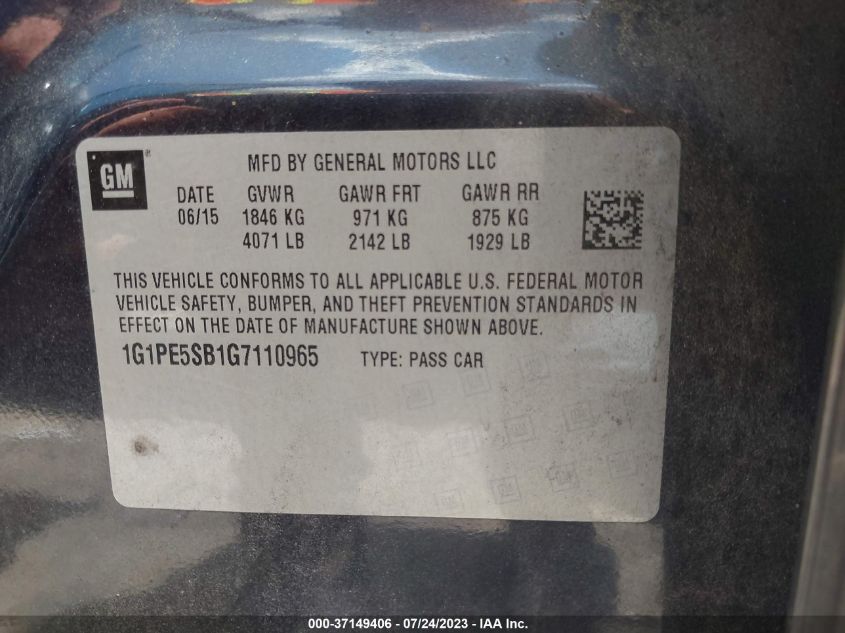 GM ®
MFD BY GENERAL MOTORS LLC
DATE GVWR GAWR FRT GAWR RR
06/15 1846 KG 971 KG 875 KG
4071 LB 2142 LB 1929 LB
THIS VEHICLE CONFORMS TO ALL APPLICABLE U.S. FEDERAL MOTOR
VEHICLE SAFETY, BUMPER, AND THEFT PREVENTION STANDARDS IN
EFFECT ON THE DATE OF MANUFACTURE SHOWN ABOVE.
1G1PE5SB1G7110965 TYPE: PASS CAR
000-37149406 - 07/24/2023 - IAA Inc.